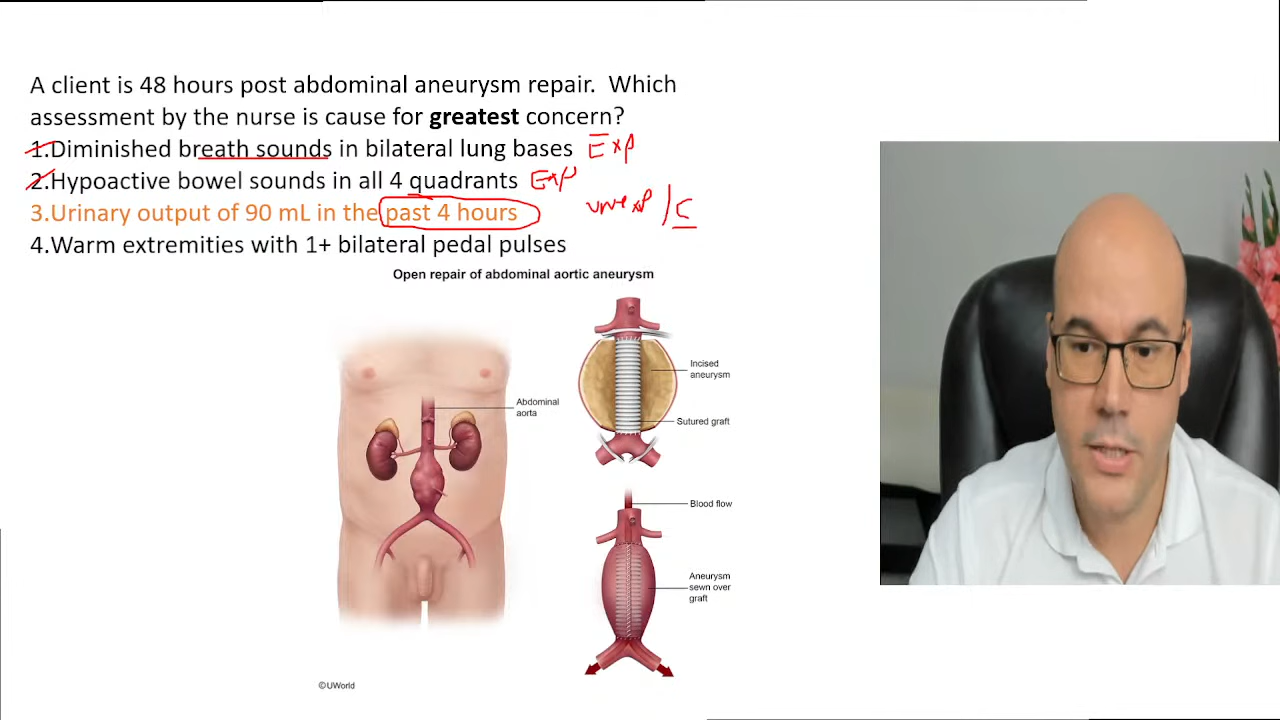 A client is 48 hours post abdominal aneurysm repair. Which
assessment by the nurse is cause for greatest concern?
1.Diminished breath sounds in bilateral lung bases Exp
2.Hypoactive bowel sounds in all 4 quadrants Exp
3.Urinary output of 90 mL in the past 4 hours unexp / C
4.Warm extremities with 1+ bilateral pedal pulses
Open repair of abdominal aortic aneurysm
Abdominal
aorta
Incised
aneurysm
Sutured graft
Blood flow
Aneurysm
sewn over
graft
©UWorld